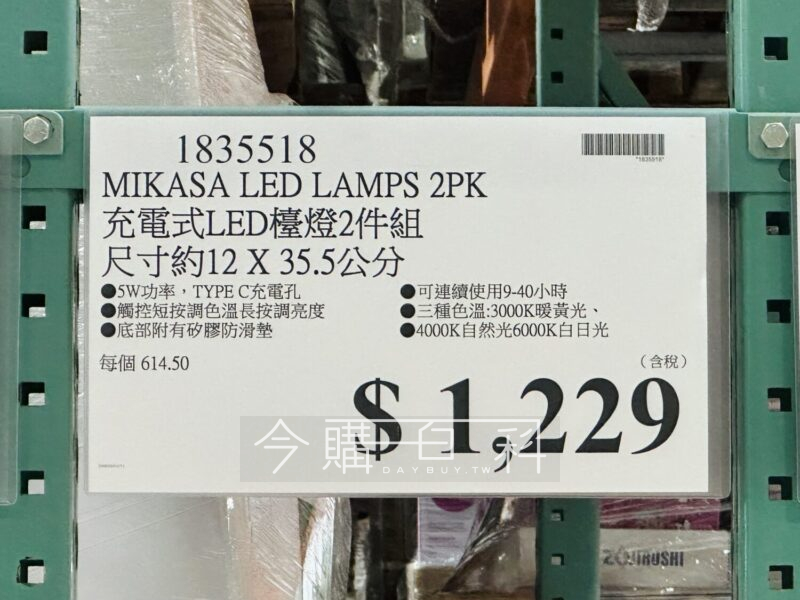 1835518
*1835518*
MIKASA LED LAMPS 2PK
充電式LED檯燈2件組
尺寸約12 X 35.5公分
●5W功率，TYPE C充電孔
●觸控短按調色溫長按調亮度
●底部附有矽膠防滑墊
●可連續使用9-40小時
●三種色溫:3000K暖黃光、
●4000K自然光6000K白日光
每個 614.50
（含稅）
$ 1,229
今購百科
DAYBUY.TW
ZOJIRUSHI